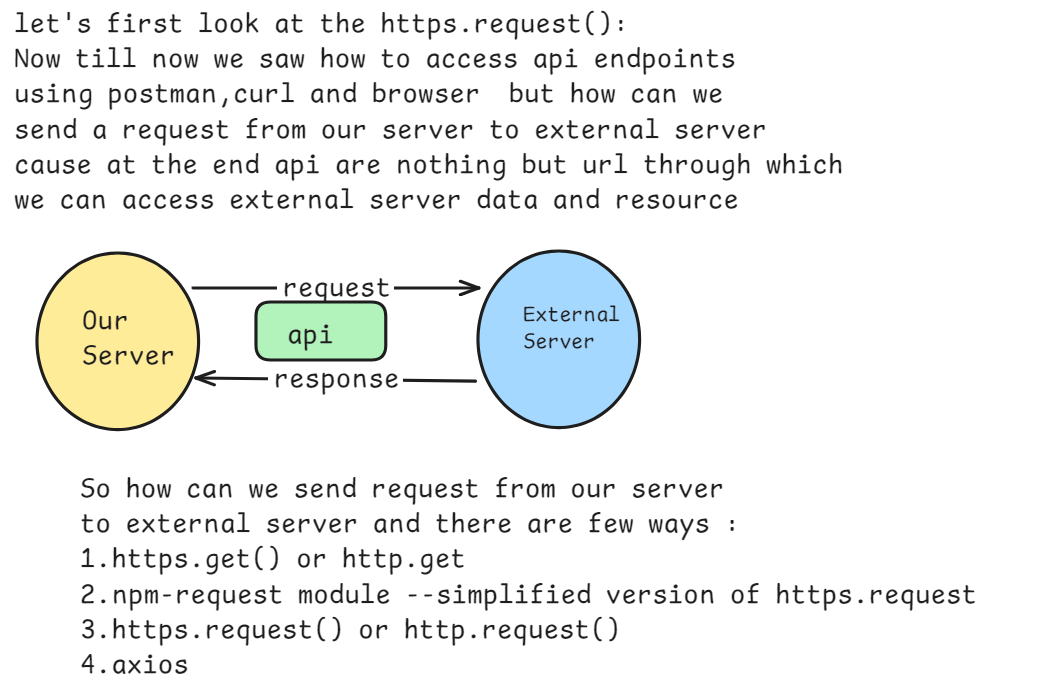 let's first look at the https.request():
Now till now we saw how to access api endpoints
using postman,curl and browser  but how can we
send a request from our server to external server
cause at the end api are nothing but url through which
we can access external server data and resource
request
Our
Server
api
External
Server
response
So how can we send request from our server
to external server and there are few ways :
1.https.get() or http.get
2.npm-request module --simplified version of https.request
3.https.request() or http.request()
4.axios